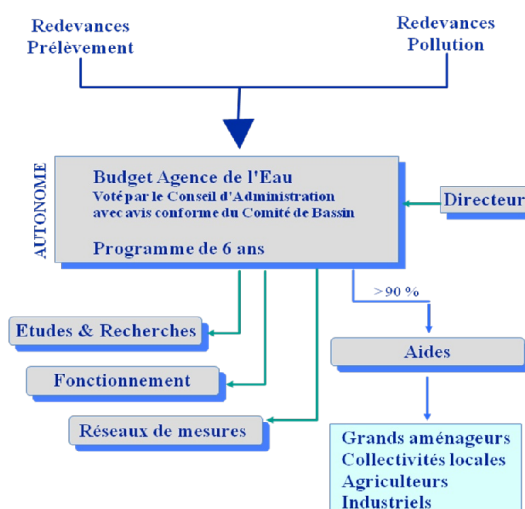 Redevances
Prélèvement
Redevances
Pollution
AUTONOME
Budget Agence de l'Eau
Voté par le Conseil d'Administration
avec avis conforme du Comité de Bassin
Programme de 6 ans
Directeur
>90 %
Etudes & Recherches
Aides
Fonctionnement
Réseaux de mesures
Grands aménageurs
Collectivités locales
Agriculteurs
Industriels